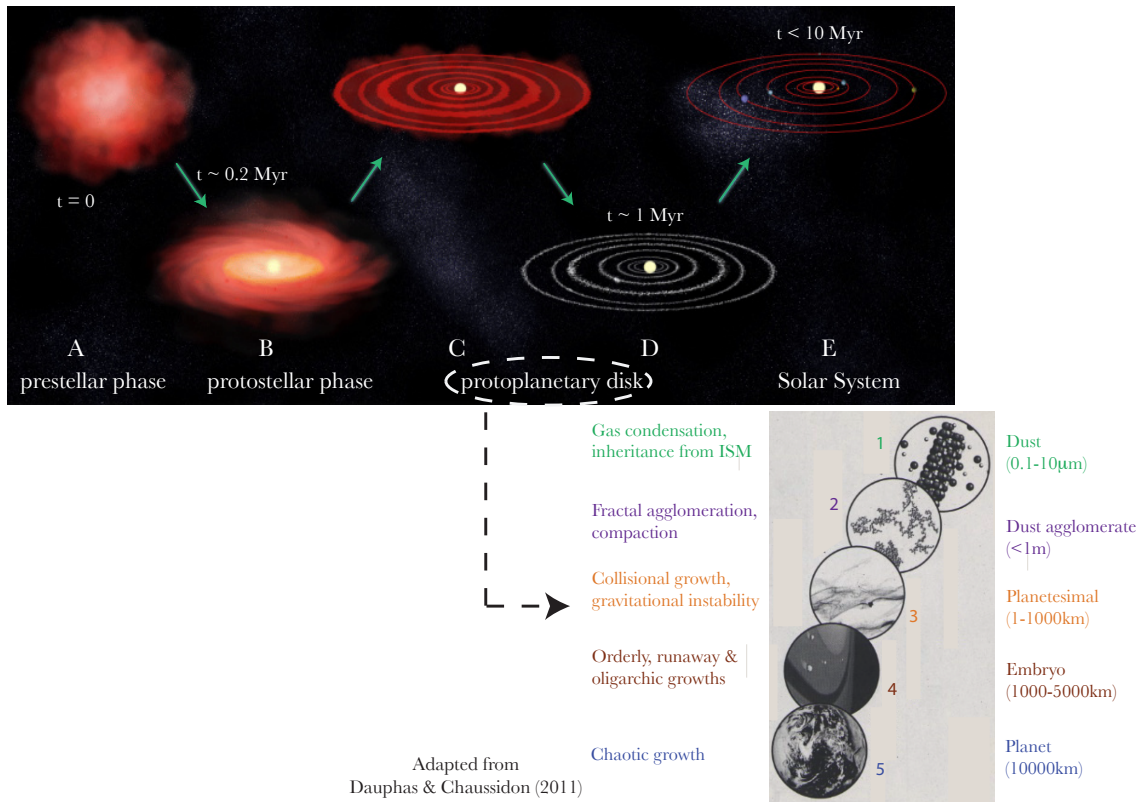 t = 0
t ~ 0.2 Myr
t ~ 1 Myr
t < 10 Myr
A
B
C
D
E
prestellar phase
protostellar phase
protoplanetary disk
Solar System
Gas condensation,
inheritance from ISM
1
Dust
(0.1-10μm)
Fractal agglomeration,
compaction
2
Dust agglomerate
(<1m)
Collisional growth,
gravitational instability
3
Planetesimal
(1-1000km)
Orderly, runaway &
oligarchic growths
4
Embryo
(1000-5000km)
Chaotic growth
5
Planet
(10000km)
Adapted from
Dauphas & Chaussidon (2011)